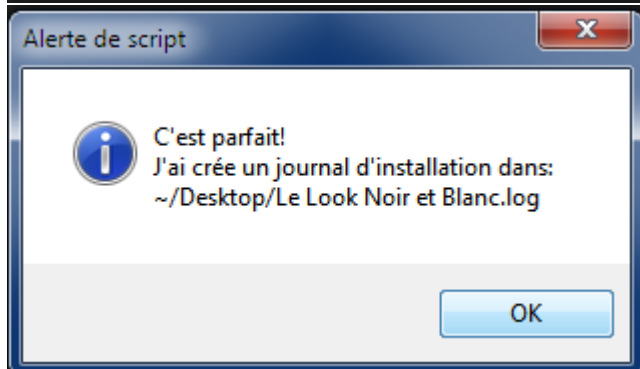 Alerte de script
C'est parfait!
J'ai crée un journal d'installation dans:
~/Desktop/Le Look Noir et Blanc.log
OK